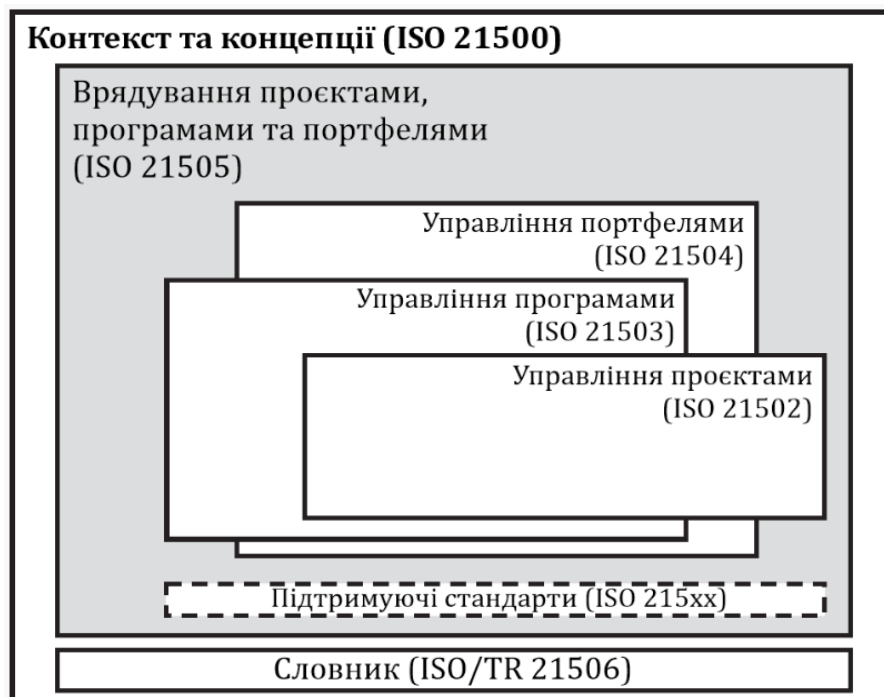 Контекст та концепції (ISO 21500)
Врядування проєктами,
програмами та портфелями
(ISO 21505)
Управління портфелями
(ISO 21504)
Управління програмами
(ISO 21503)
Управління проєктами
(ISO 21502)
Підтримуючі стандарти (ISO 215xx)
Словник (ISO/TR 21506)